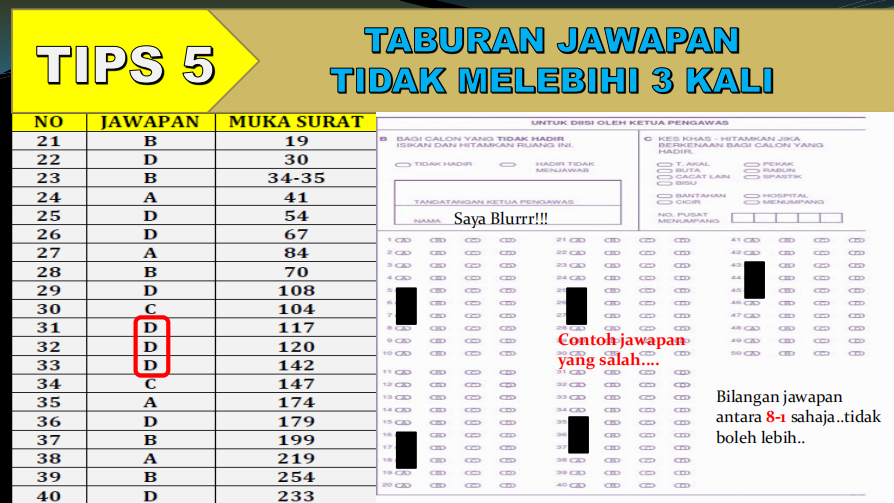 TIPS 5
TABURAN JAWAPAN
TIDAK MELEBIHI 3 KALI
NO JAWAPAN MUKA SURAT
21 B 19
22 D 30
23 B 34-35
24 A 41
25 D 54
26 D 67
27 A 84
28 B 70
29 D 108
30 C 104
31 D 117
32 D 120
33 D 142
34 C 147
35 A 174
36 D 179
37 B 199
38 A 219
39 B 254
40 D 233
UNTUK DIISI OLEH KETUA PENGAWAS
B BAGI CALON YANG TIDAK HADIR
ISIKAN DAN HITAMKAN RUANG INI.
TIDAK HADIR
HADIR TIDAK
MENJAWAB
TANDATANGAN KETUA PENGAWAS
NAMA Saya Blurrr!!!
C KES KHAS - HITAMKAN JIKA
BERKENAAN BAGI CALON YANG
HADIR.
T. AKAL PEKAK
BUTA RABUN
CACAT LAIN SPASTIK
BISU
BANTAHAN HOSPITAL
CICIR MENUMPANG
NO. PUSAT
MENUMPANG
Contoh jawapan
yang salah....
Bilangan jawapan
antara 8-1 sahaja..tidak
boleh lebih..